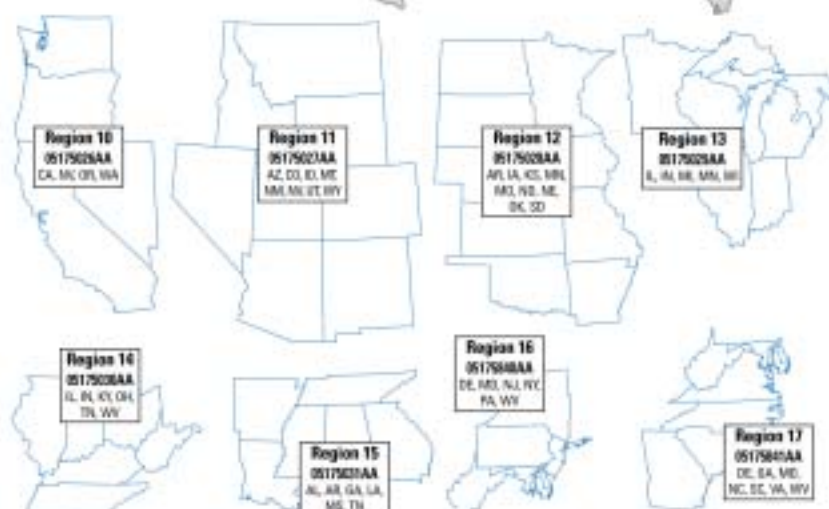 Region 10
05175026AA
CA, NV, OR, WA
Region 11
05175027AA
AZ, CO, ID, MT,
NM, NV, UT, WY
Region 12
05175028AA
AR, IA, KS, MN,
MO, ND, NE,
OK, SD
Region 13
05175029AA
IL, IN, MI, MN, WI
Region 14
05175030AA
IL, IN, KY, OH,
TN, WV
Region 15
05175031AA
AL, AR, GA, LA,
MS, TN
Region 16
05175840AA
DE, MD, NJ, NY,
PA, WV
Region 17
05175841AA
DE, GA, MD,
NC, SC, VA, WV